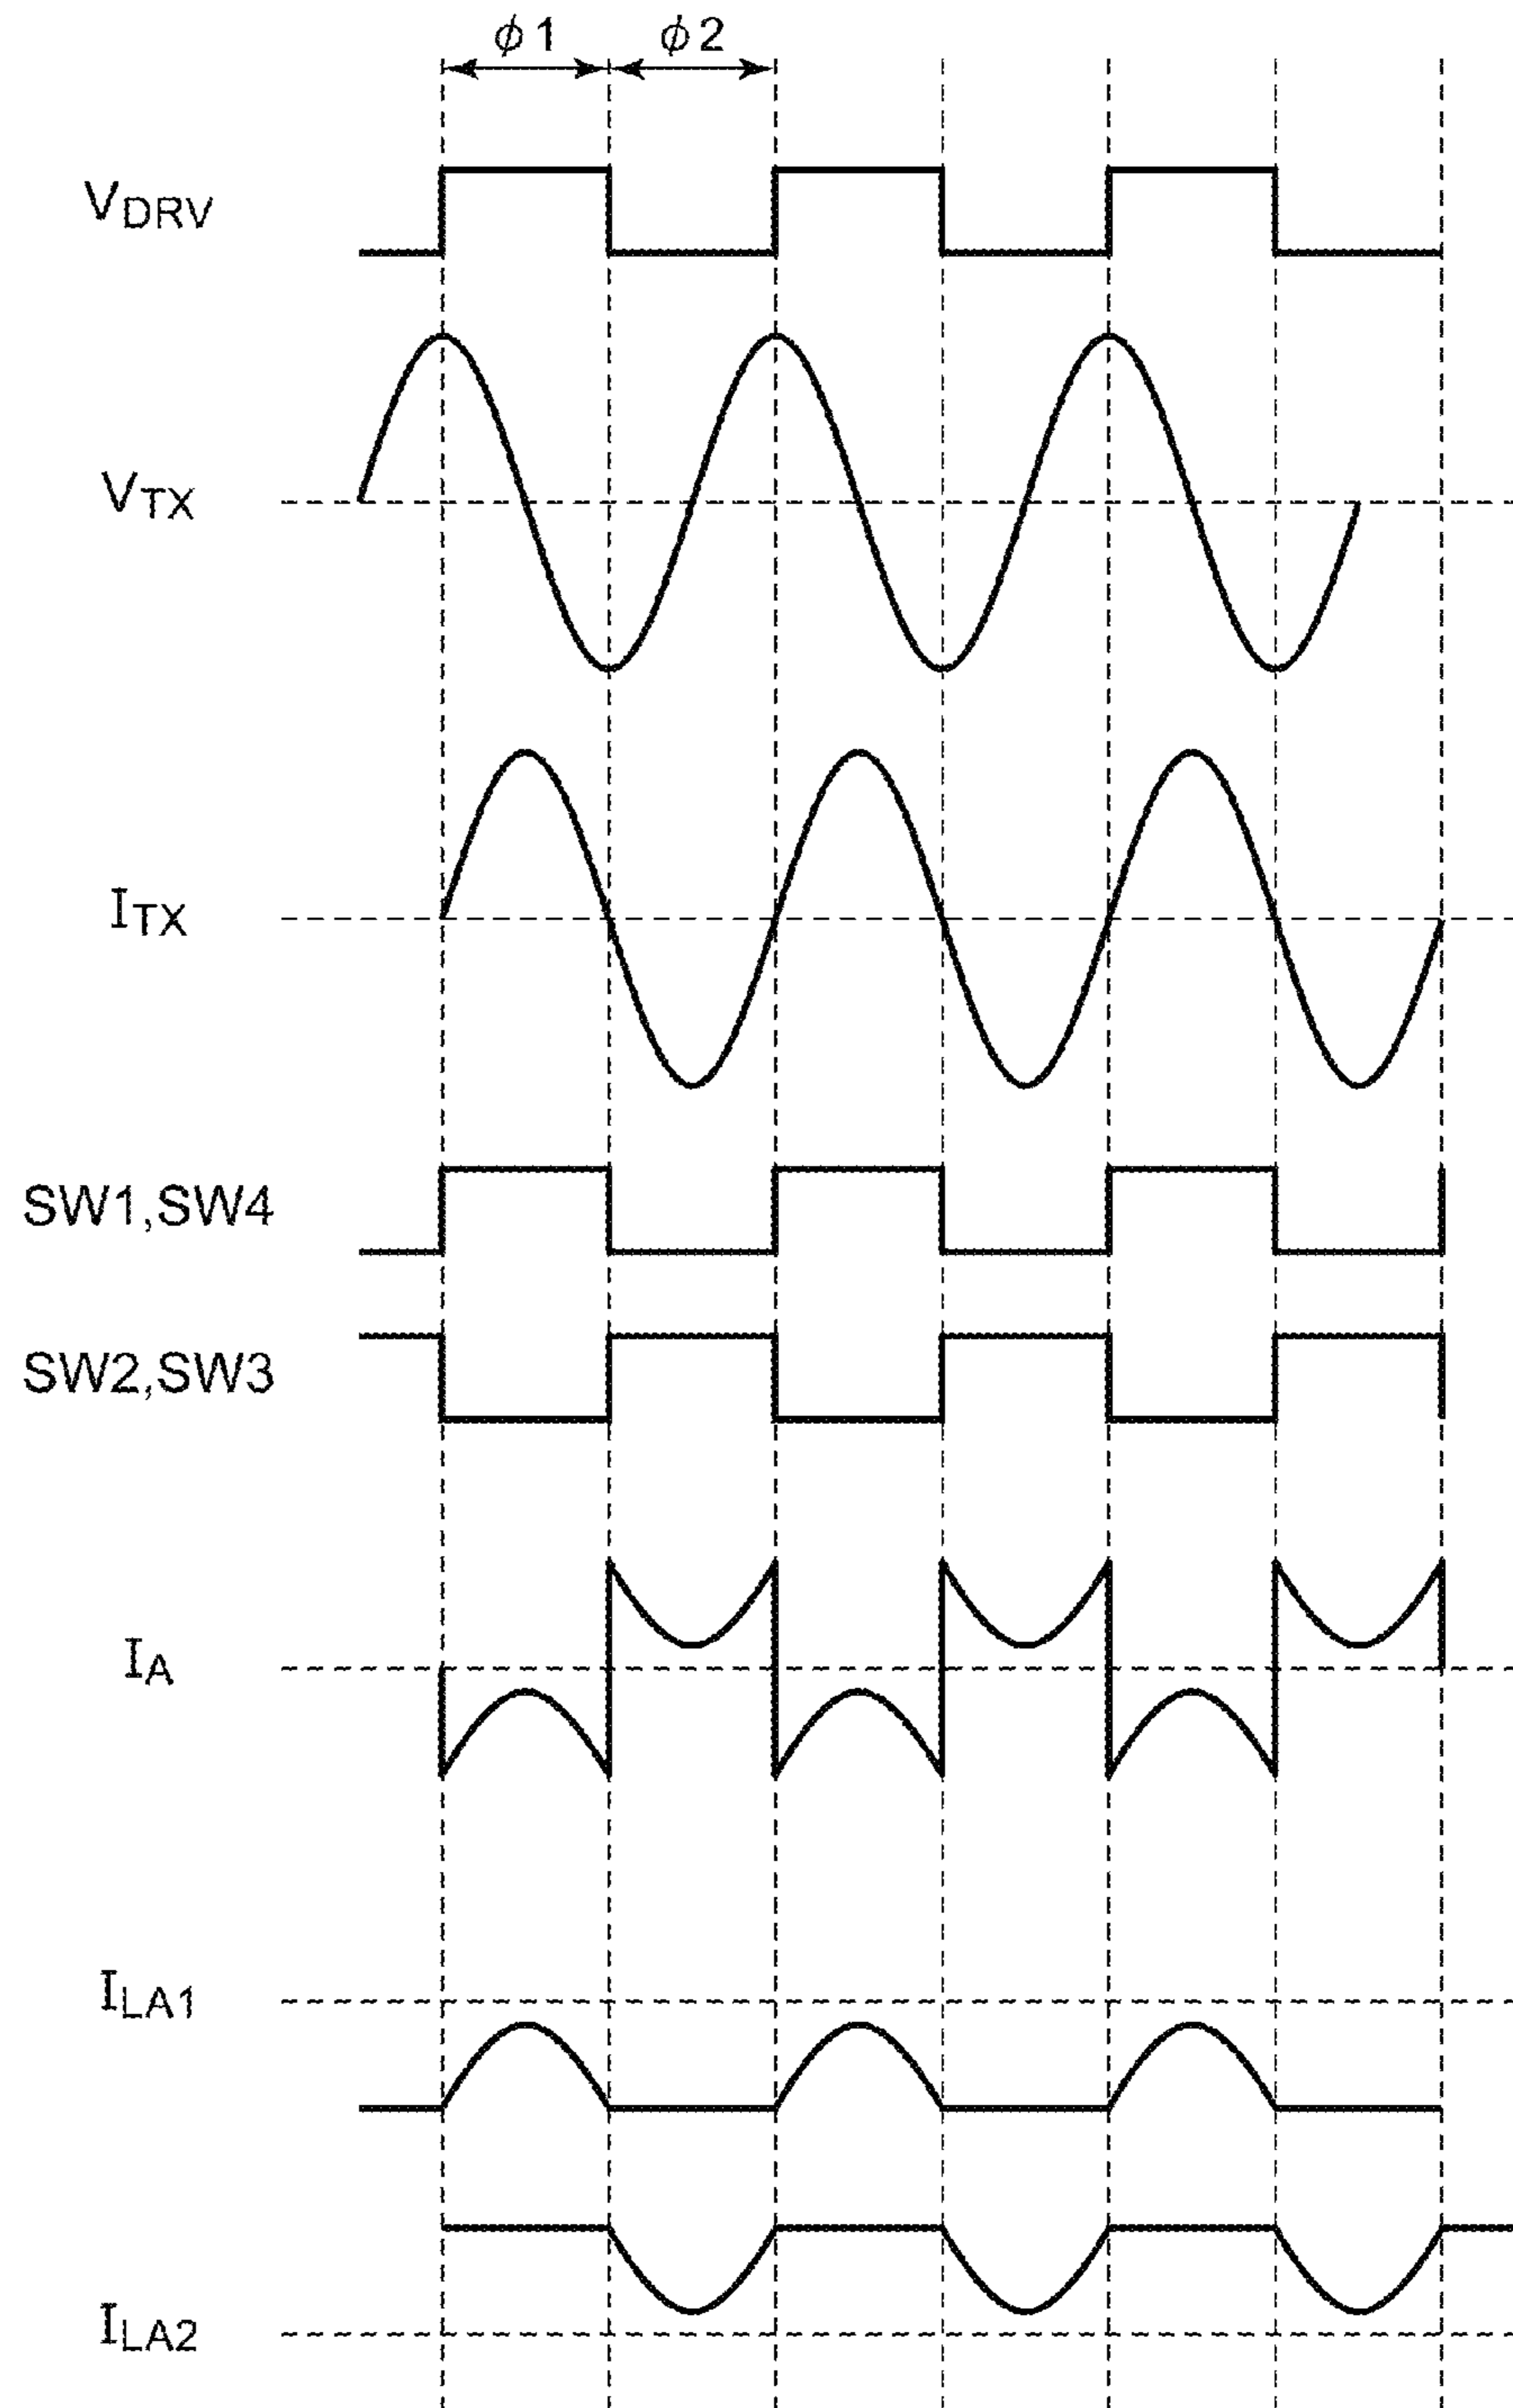 ϕ1 ϕ2
VDRV
VTX
ITX
SW1,SW4
SW2,SW3
IA
ILA1
ILA2